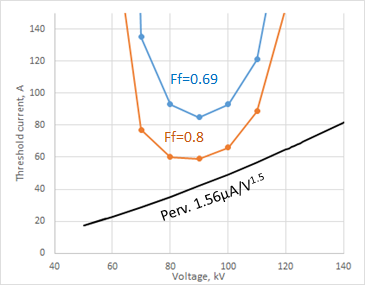 140
120
100
80
60
40
20
0
Threshold current, A
Ff=0.69
Ff=0.8
Perv. 1.56µA/V1.5
40 60 80 100 120 140
Voltage, kV